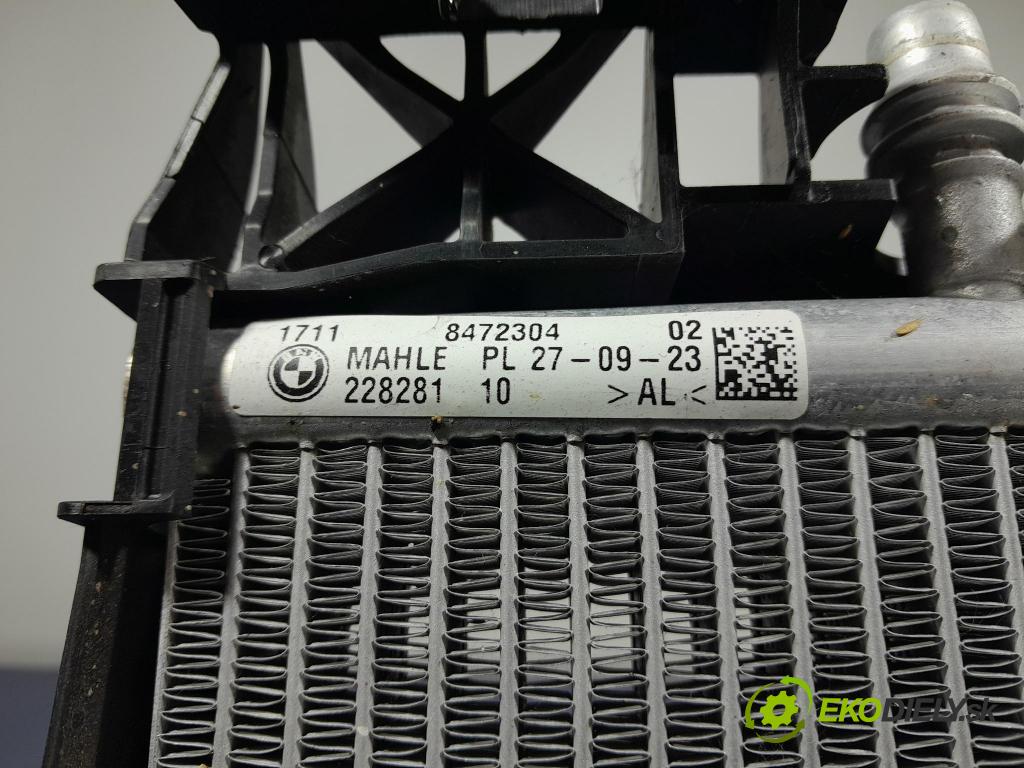 1711 8472304 02
MAHLE PL 27-09-23
228281 10 >AL<
EKODIELY.sk